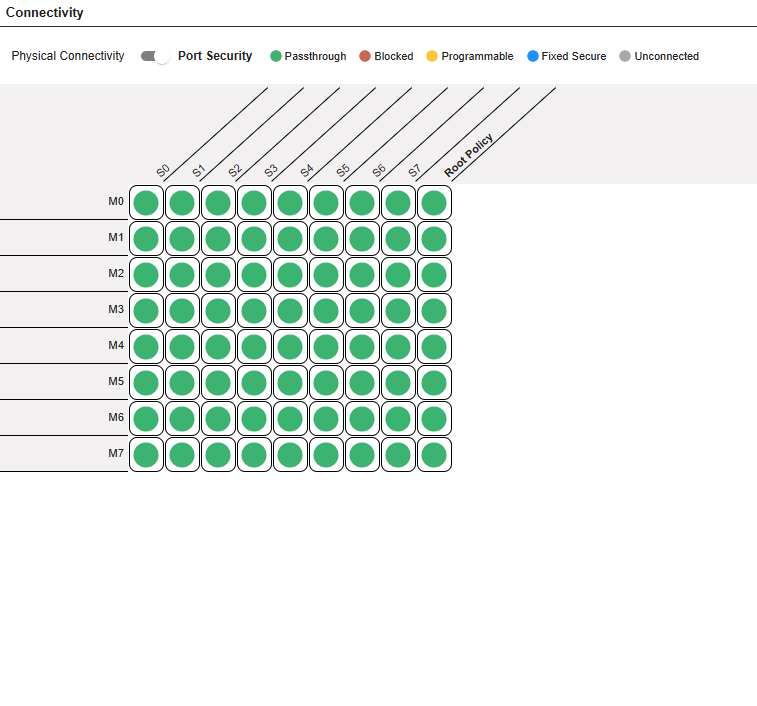 Connectivity
Physical Connectivity Port Security Passthrough Blocked Programmable Fixed Secure Unconnected
S0 S1 S2 S3 S4 S5 S6 S7 Root Policy
M0
M1
M2
M3
M4
M5
M6
M7